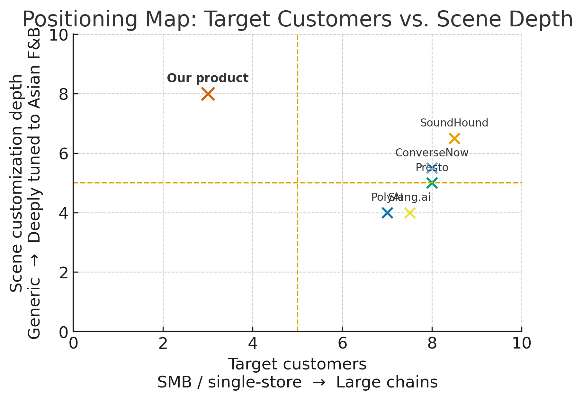 Positioning Map: Target Customers vs. Scene Depth
Scene customization depth
Generic → Deeply tuned to Asian F&B
10
8
6
4
2
0
Our product
SoundHound
ConverseNow
Presto
PolyAI
Slang.ai
0
2
4
6
8
10
Target customers
SMB / single-store → Large chains